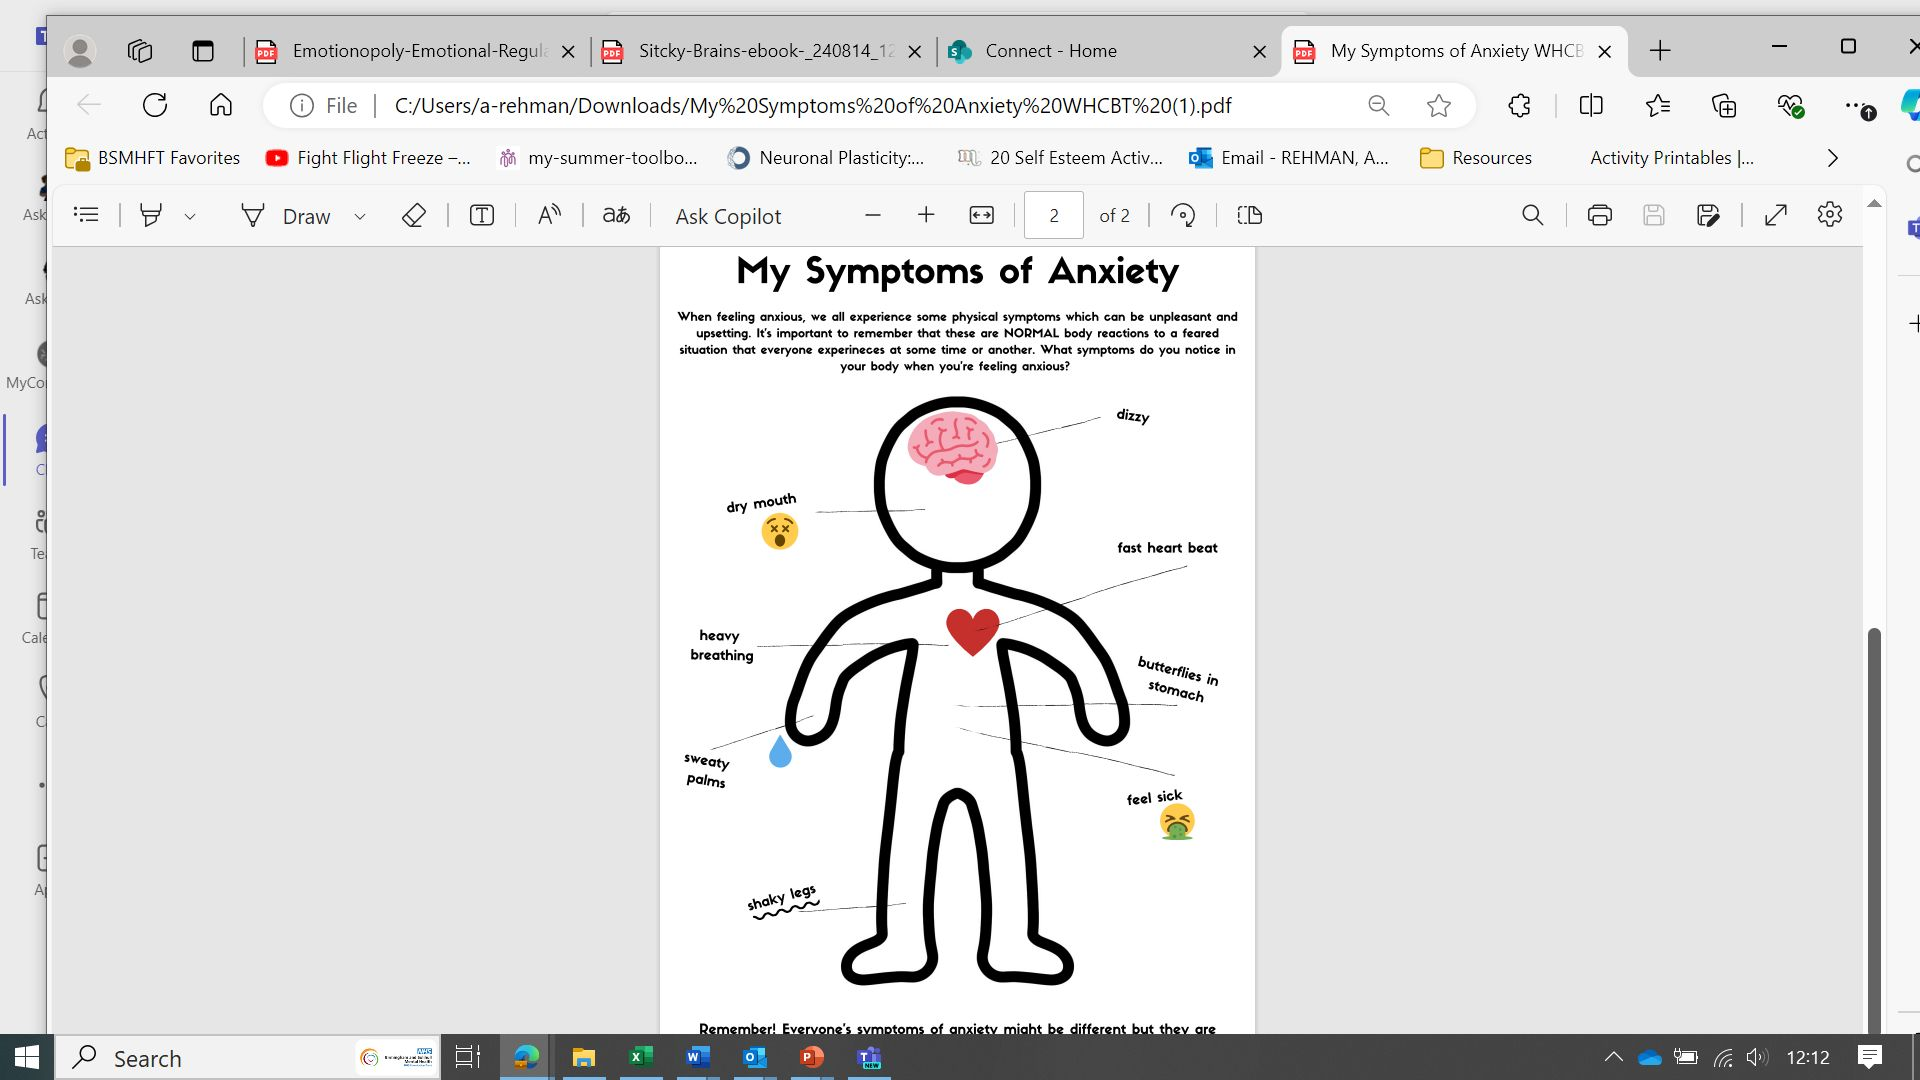 Emotionopoly-Emotional-Regula
Sitcky-Brains-ebook-_240814_12
Connect - Home
My Symptoms of Anxiety WHCB
File
C:/Users/a-rehman/Downloads/My%20Symptoms%20of%20Anxiety%20WHCBT%20(1).pdf
BSMHFT Favorites
Fight Flight Freeze –...
my-summer-toolbo...
Neuronal Plasticity:...
20 Self Esteem Activ...
Email - REHMAN, A...
Resources
Activity Printables |...
Draw
Ask Copilot
2
of 2
My Symptoms of Anxiety
When feeling anxious, we all experience some physical symptoms which can be unpleasant and
upsetting. It's important to remember that these are NORMAL body reactions to a feared
situation that everyone experineces at some time or another. What symptoms do you notice in
your body when you're feeling anxious?
dizzy
dry mouth
fast heart beat
heavy
breathing
butterflies in
stomach
sweaty
palms
feel sick
shaky legs
Remember! Everyone's symptoms of anxiety might be different but they are
Search
12:12